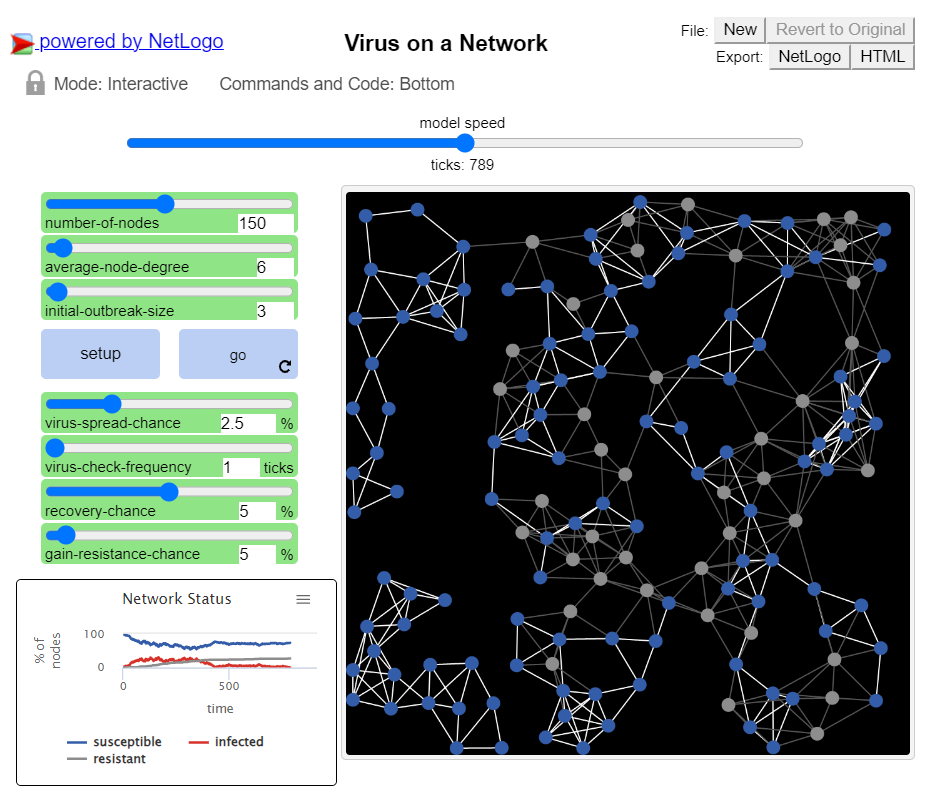 powered by NetLogo
Virus on a Network
File: New Revert to Original
Export: NetLogo HTML
Mode: Interactive Commands and Code: Bottom
model speed
ticks: 789
number-of-nodes 150
average-node-degree 6
initial-outbreak-size 3
setup go
virus-spread-chance 2.5 %
virus-check-frequency 1 ticks
recovery-chance 5 %
gain-resistance-chance 5 %
Network Status
% of
nodes
100
0
0 500
time
susceptible infected
resistant